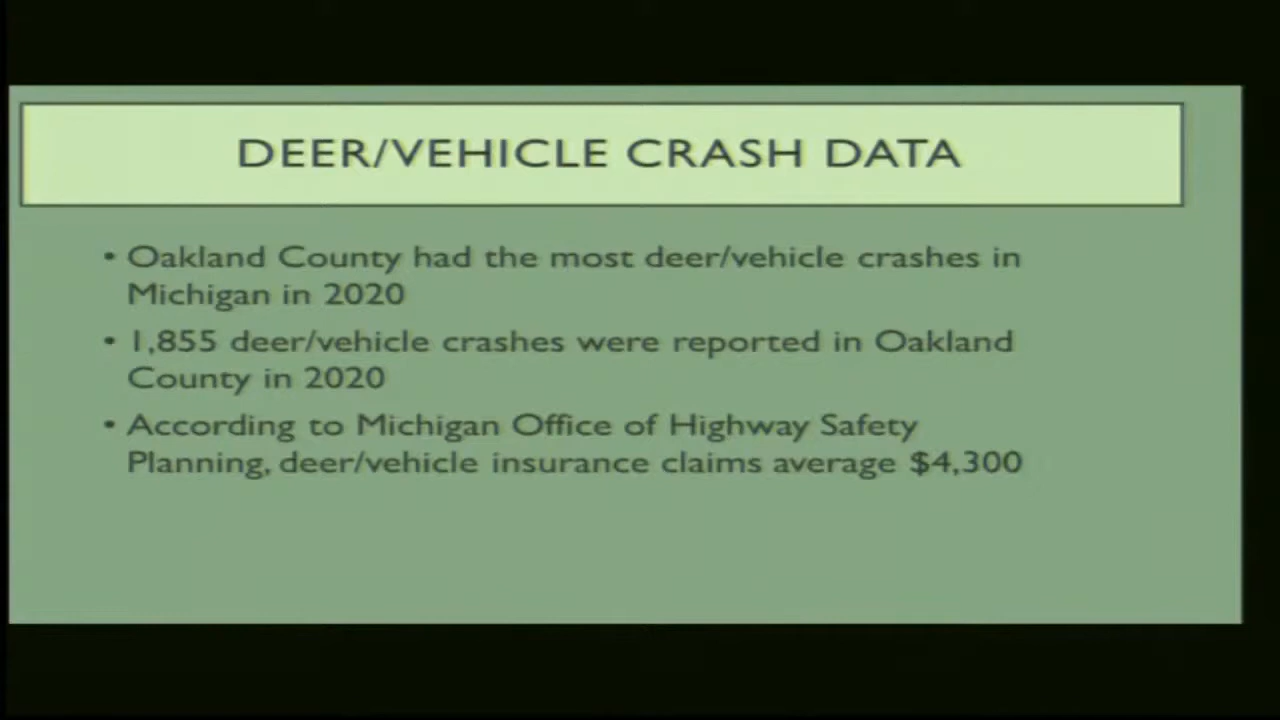 DEER/VEHICLE CRASH DATA
• Oakland County had the most deer/vehicle crashes in
Michigan in 2020
• 1,855 deer/vehicle crashes were reported in Oakland
County in 2020
• According to Michigan Office of Highway Safety
Planning, deer/vehicle insurance claims average $4,300